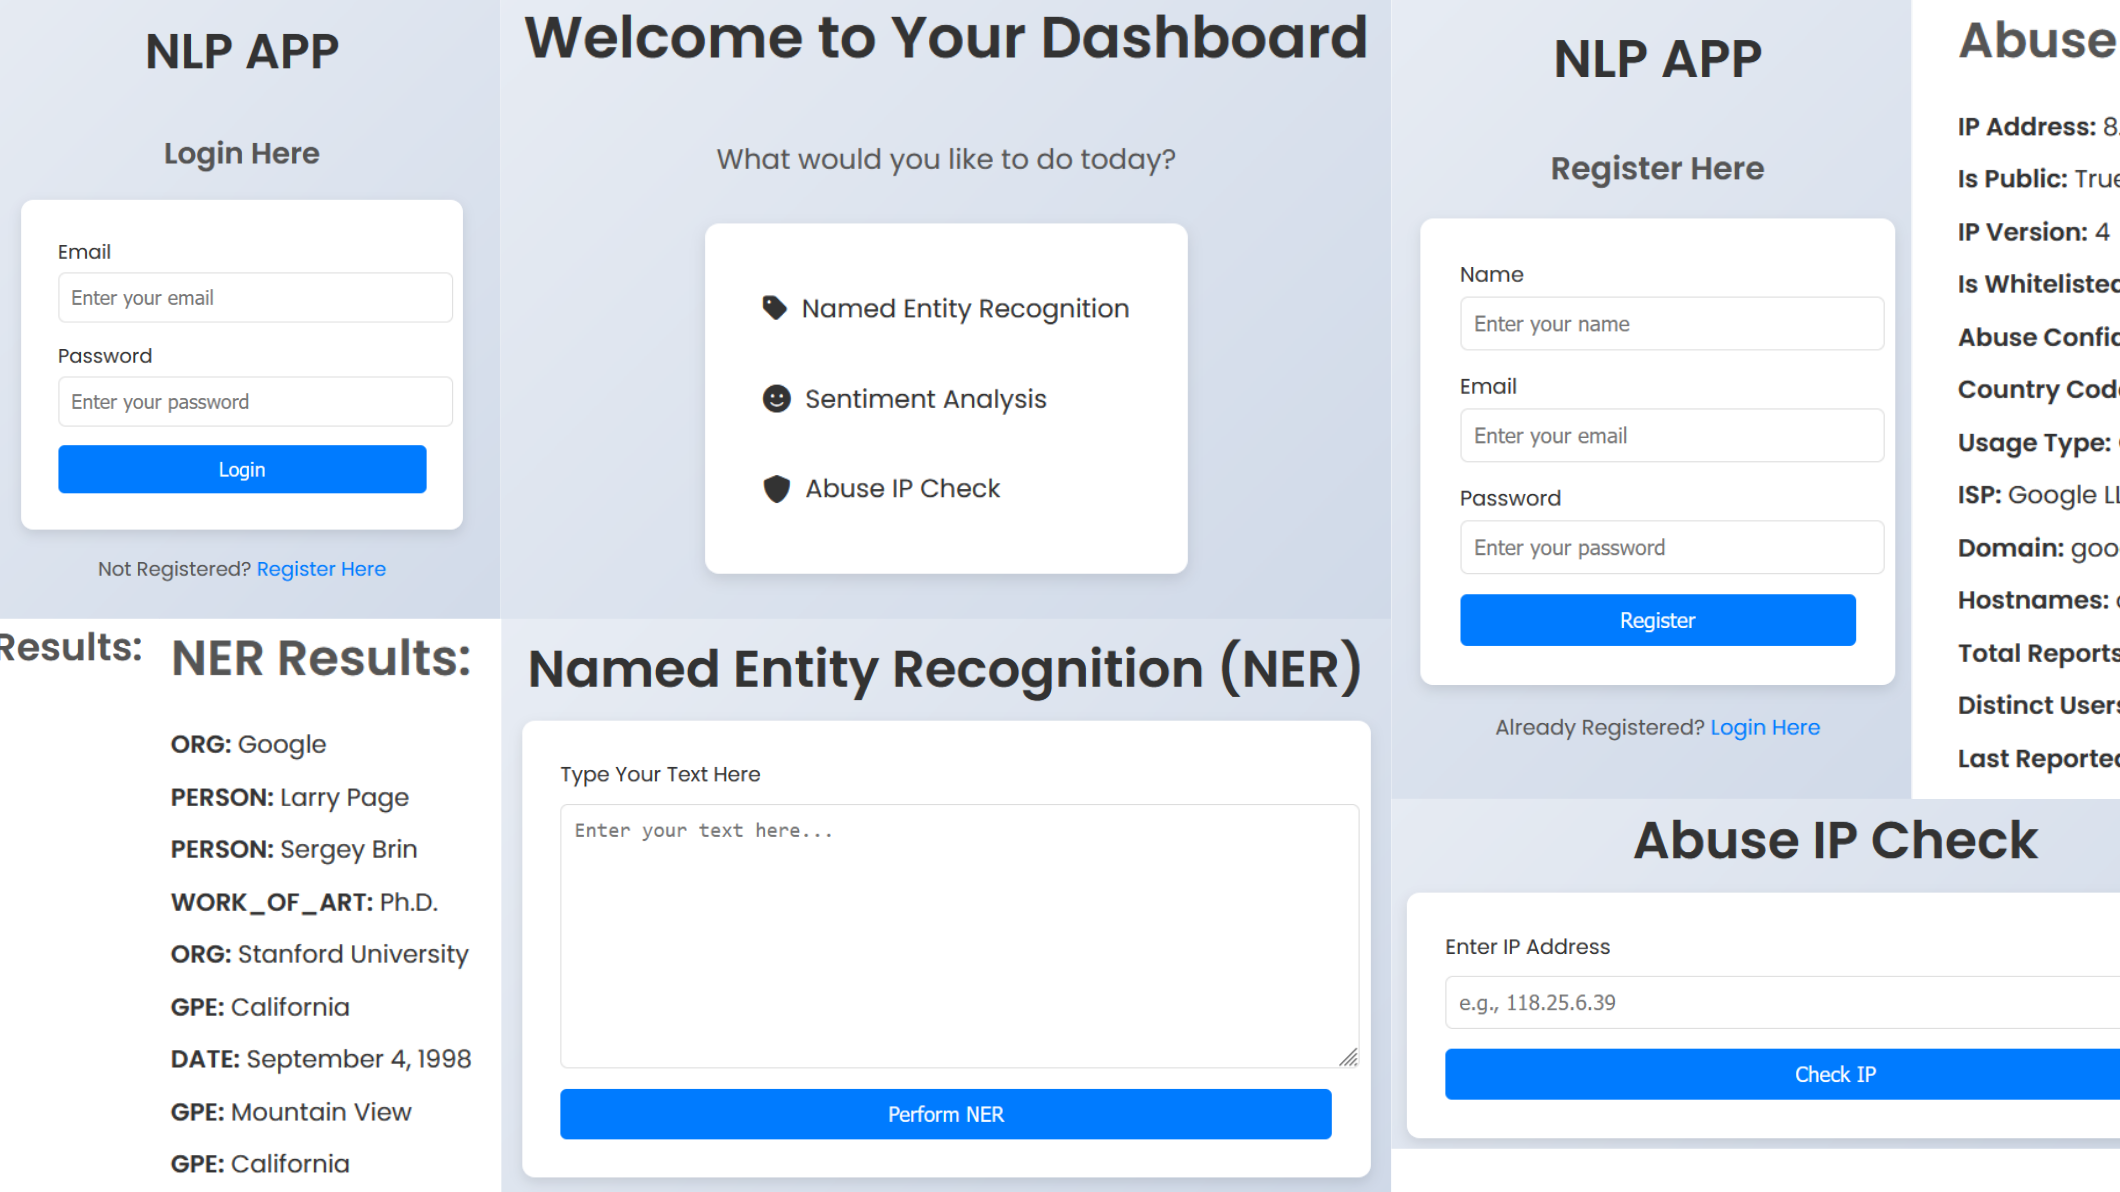 NLP APP
Login Here
Email
Enter your email
Password
Enter your password
Login
Not Registered? Register Here
Welcome to Your Dashboard
What would you like to do today?
Named Entity Recognition
Sentiment Analysis
Abuse IP Check
NLP APP
Register Here
Name
Enter your name
Email
Enter your email
Password
Enter your password
Register
Already Registered? Login Here
Abuse
IP Address: 8.
Is Public: True
IP Version: 4
Is Whitelisted
Abuse
Country Code
Usage Type:
ISP: Google
Domain:
Hostnames:
Total Reports
Distinct Users
Last Reported
Results:
NER Results:
ORG: Google
PERSON: Larry Page
PERSON: Sergey Brin
WORK_OF_ART: Ph.D.
ORG: Stanford University
GPE: California
DATE: September 4, 1998
GPE: Mountain View
GPE: California
Named Entity Recognition (NER)
Type Your Text Here
Enter your text here...
Perform NER
Abuse IP Check
Enter IP Address
e.g., 118.25.6.39
Check IP